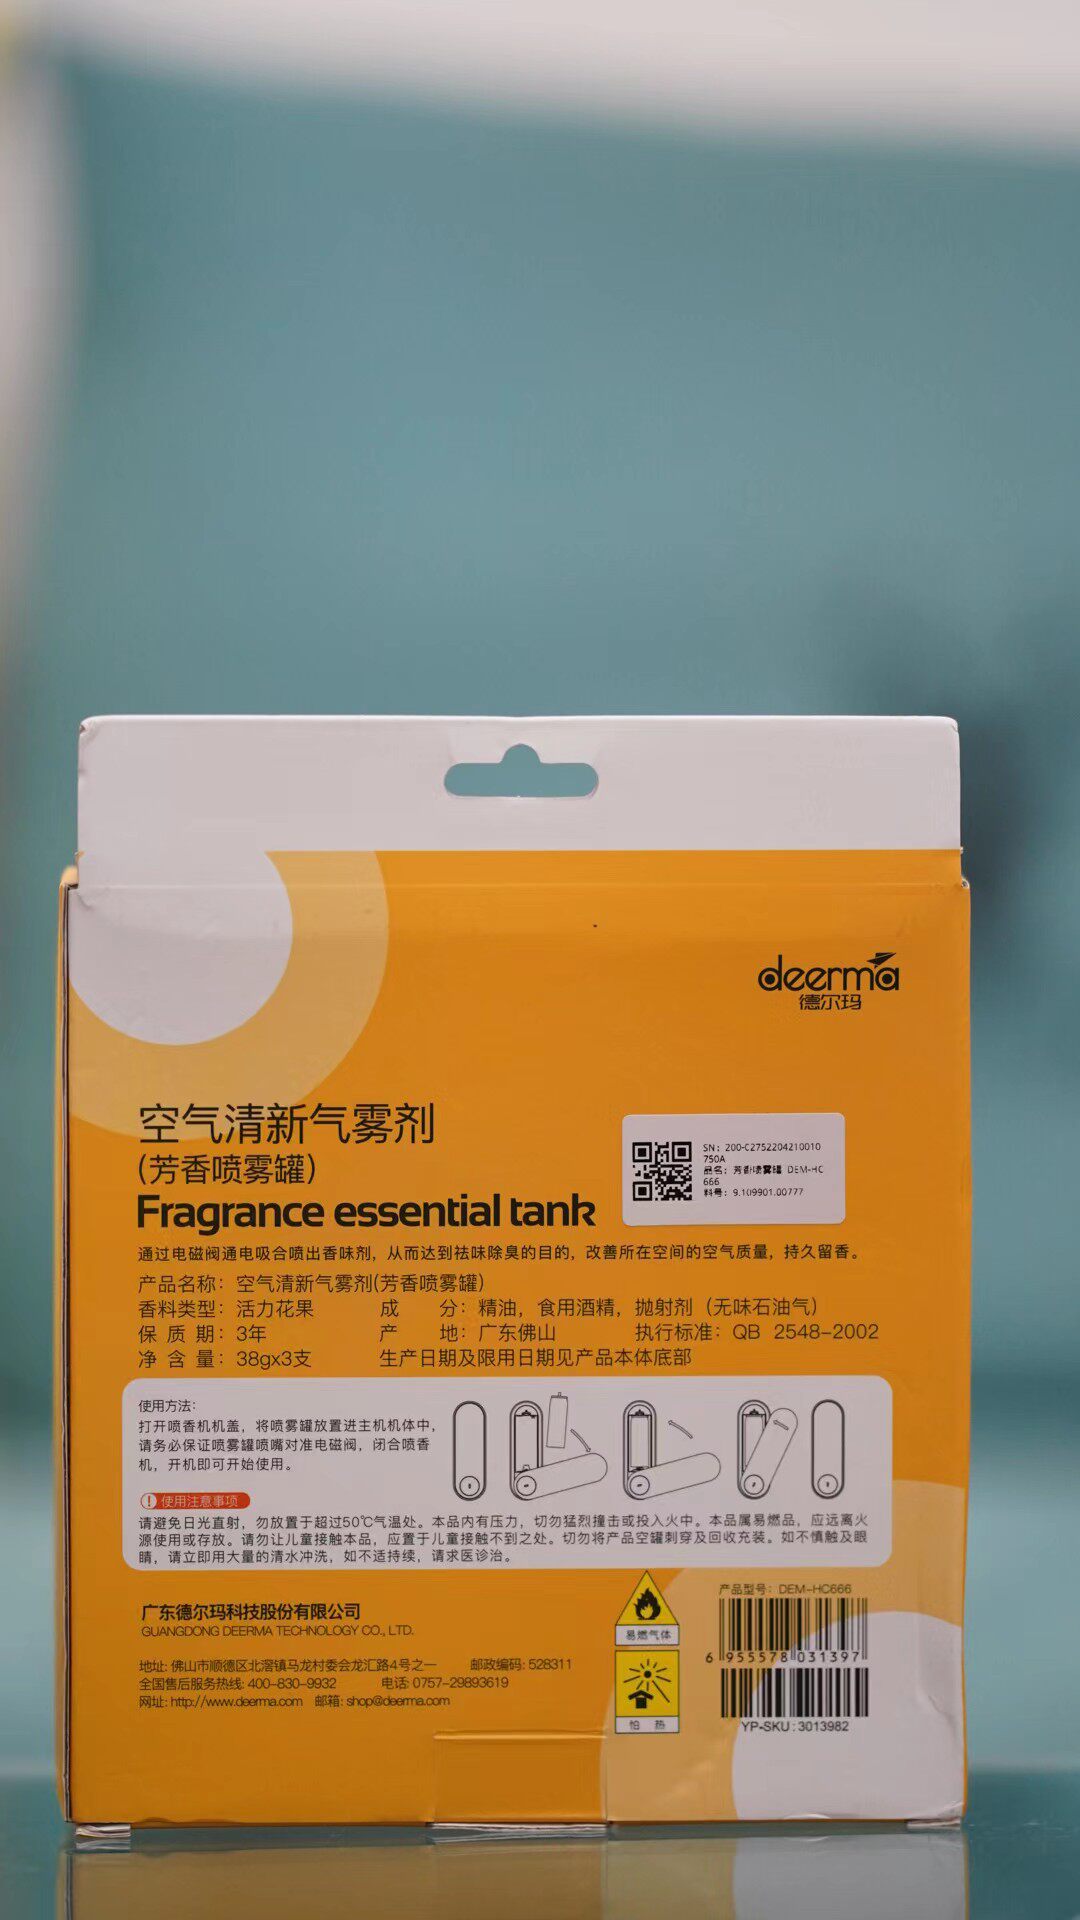 deerma
德尔玛
空气清新气雾剂
(芳香喷雾罐)
Fragrance essential tank
SN：200-C2752204210010
750A
品名：芳香喷雾罐 DEM-HC
666
料号：9.109901.00777
通过电磁阀通电吸合喷出香味剂，从而达到祛味除臭的目的，改善所在空间的空气质量，持久留香。
产品名称：空气清新气雾剂(芳香喷雾罐)
香料类型：活力花果 成 分：精油，食用酒精，抛射剂（无味石油气）
保 质 期：3年 产 地：广东佛山 执行标准：QB 2548-2002
净 含 量：38gx3支 生产日期及限用日期见产品本体底部
使用方法：
打开喷香机机盖，将喷雾罐放置进主机机体中，
请务必保证喷雾罐喷嘴对准电磁阀，闭合喷香
机，开机即可开始使用。
! 使用注意事项
请避免日光直射，勿放置于超过50℃气温处。本品内有压力，切勿猛烈撞击或投入火中。本品属易燃品，应远离火
源使用或存放。请勿让儿童接触本品，应置于儿童接触不到之处。切勿将产品空罐刺穿及回收充装。如不慎触及眼
睛，请立即用大量的清水冲洗，如不适持续，请求医诊治。
广东德尔玛科技股份有限公司
GUANGDONG DEERMA TECHNOLOGY CO., LTD.
地址: 佛山市顺德区北滘镇马龙村委会龙汇路4号之一 邮政编码: 528311
全国售后服务热线: 400-830-9932 电话: 0757-29893619
网址: http://www.deerma.com 邮箱: shop@deerma.com
易燃气体
怕 热
产品型号：DEM-HC666
6 955578 031397
YP-SKU : 3013982